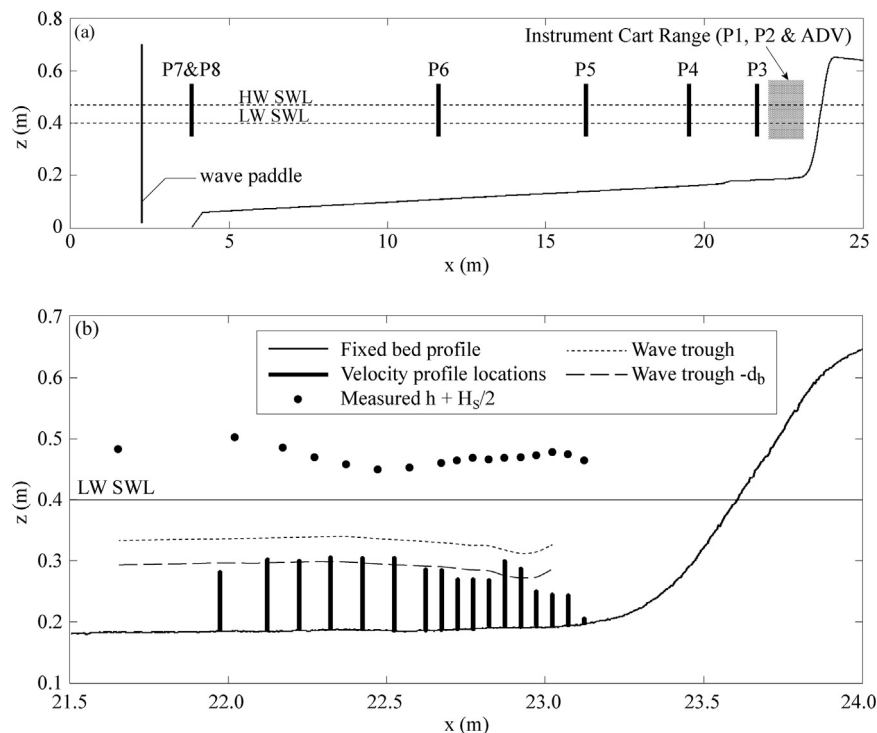 (a)
Instrument Cart Range (P1, P2 & ADV)
P7&P8
P6
P5
P4
P3
HW SWL
LW SWL
wave paddle
z (m)
0.8
0.6
0.4
0.2
0
0
5
10
15
20
25
x (m)
(b)
Fixed bed profile
Velocity profile locations
Measured h + HS/2
Wave trough
Wave trough -db
LW SWL
z (m)
0.7
0.6
0.5
0.4
0.3
0.2
0.1
21.5
22.0
22.5
23.0
23.5
24.0
x (m)